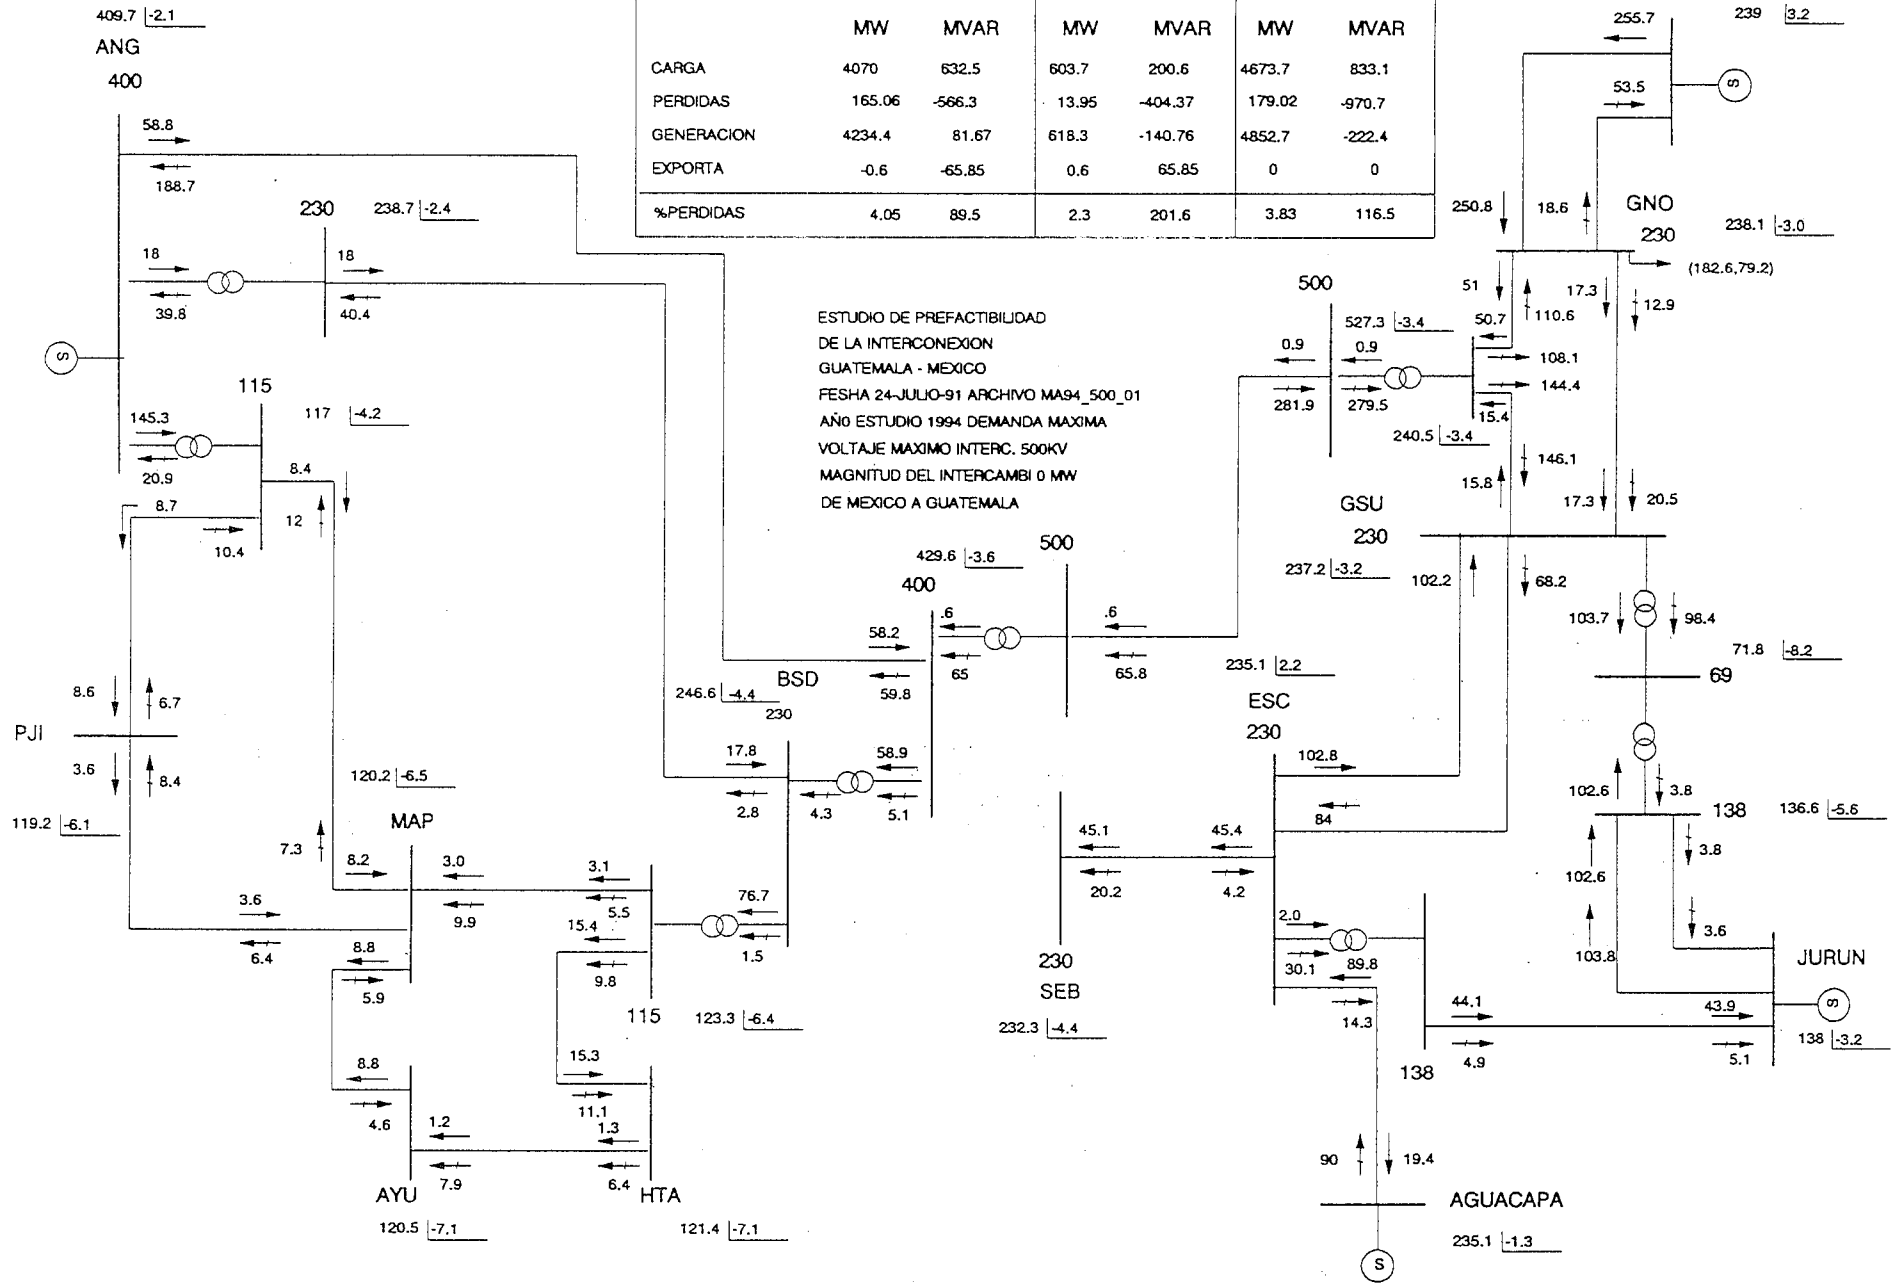 409.7 -2.1
ANG
400
58.8
188.7
230 238.7 -2.4
18 18
39.8 40.4
S
115
117 -4.2
145.3
20.9
8.4
8.7
12
10.4
MW MVAR MW MVAR MW MVAR
CARGA 4070 632.5 603.7 200.6 4673.7 833.1
PERDIDAS 165.06 -566.3 13.95 -404.37 179.02 -970.7
GENERACION 4234.4 81.67 618.3 -140.76 4852.7 -222.4
EXPORTA -0.6 -65.85 0.6 65.85 0 0
%PERDIDAS 4.05 89.5 2.3 201.6 3.83 116.5
ESTUDIO DE PREFACTIBILIDAD
DE LA INTERCONEXION
GUATEMALA - MEXICO
FESHA 24-JULIO-91 ARCHIVO MA94_500_01
AÑO ESTUDIO 1994 DEMANDA MAXIMA
VOLTAJE MAXIMO INTERC. 500KV
MAGNITUD DEL INTERCAMBI 0 MW
DE MEXICO A GUATEMALA
239 3.2
255.7
S
53.5
250.8 18.6 GNO
230 238.1 -3.0
(182.6,79.2)
51 17.3
110.6 12.9
500
527.3 -3.4
50.7
0.9 0.9
108.1
144.4
281.9 279.5
15.4
240.5 -3.4
146.1
15.8
17.3 20.5
GSU
230
237.2 -3.2
102.2 68.2
103.7 98.4
71.8 -8.2
69
102.6 3.8
138 136.6 -5.6
3.8
102.6
3.6
103.8
JURUN
S
138 -3.2
429.6 -3.6
500
400
.6 .6
58.2
65 65.8
59.8
BSD
246.6 -4.4
230
17.8 58.9
2.8 4.3 5.1
235.1 2.2
ESC
230
102.8
84
45.1 45.4
20.2 4.2
2.0
30.1 89.8
14.3
44.1 43.9
4.9 5.1
138
230
SEB
232.3 -4.4
8.6 6.7
PJI
3.6 8.4
119.2 -6.1
120.2 -6.5
MAP
7.3 8.2 3.0 3.1
9.9 5.5
3.6
6.4
15.4
9.8
76.7
1.5
8.8
5.9
115 123.3 -6.4
8.8
4.6
15.3
11.1
1.2 1.3
7.9 6.4
AYU HTA
120.5 -7.1 121.4 -7.1
90 19.4
AGUACAPA
235.1 -1.3
S